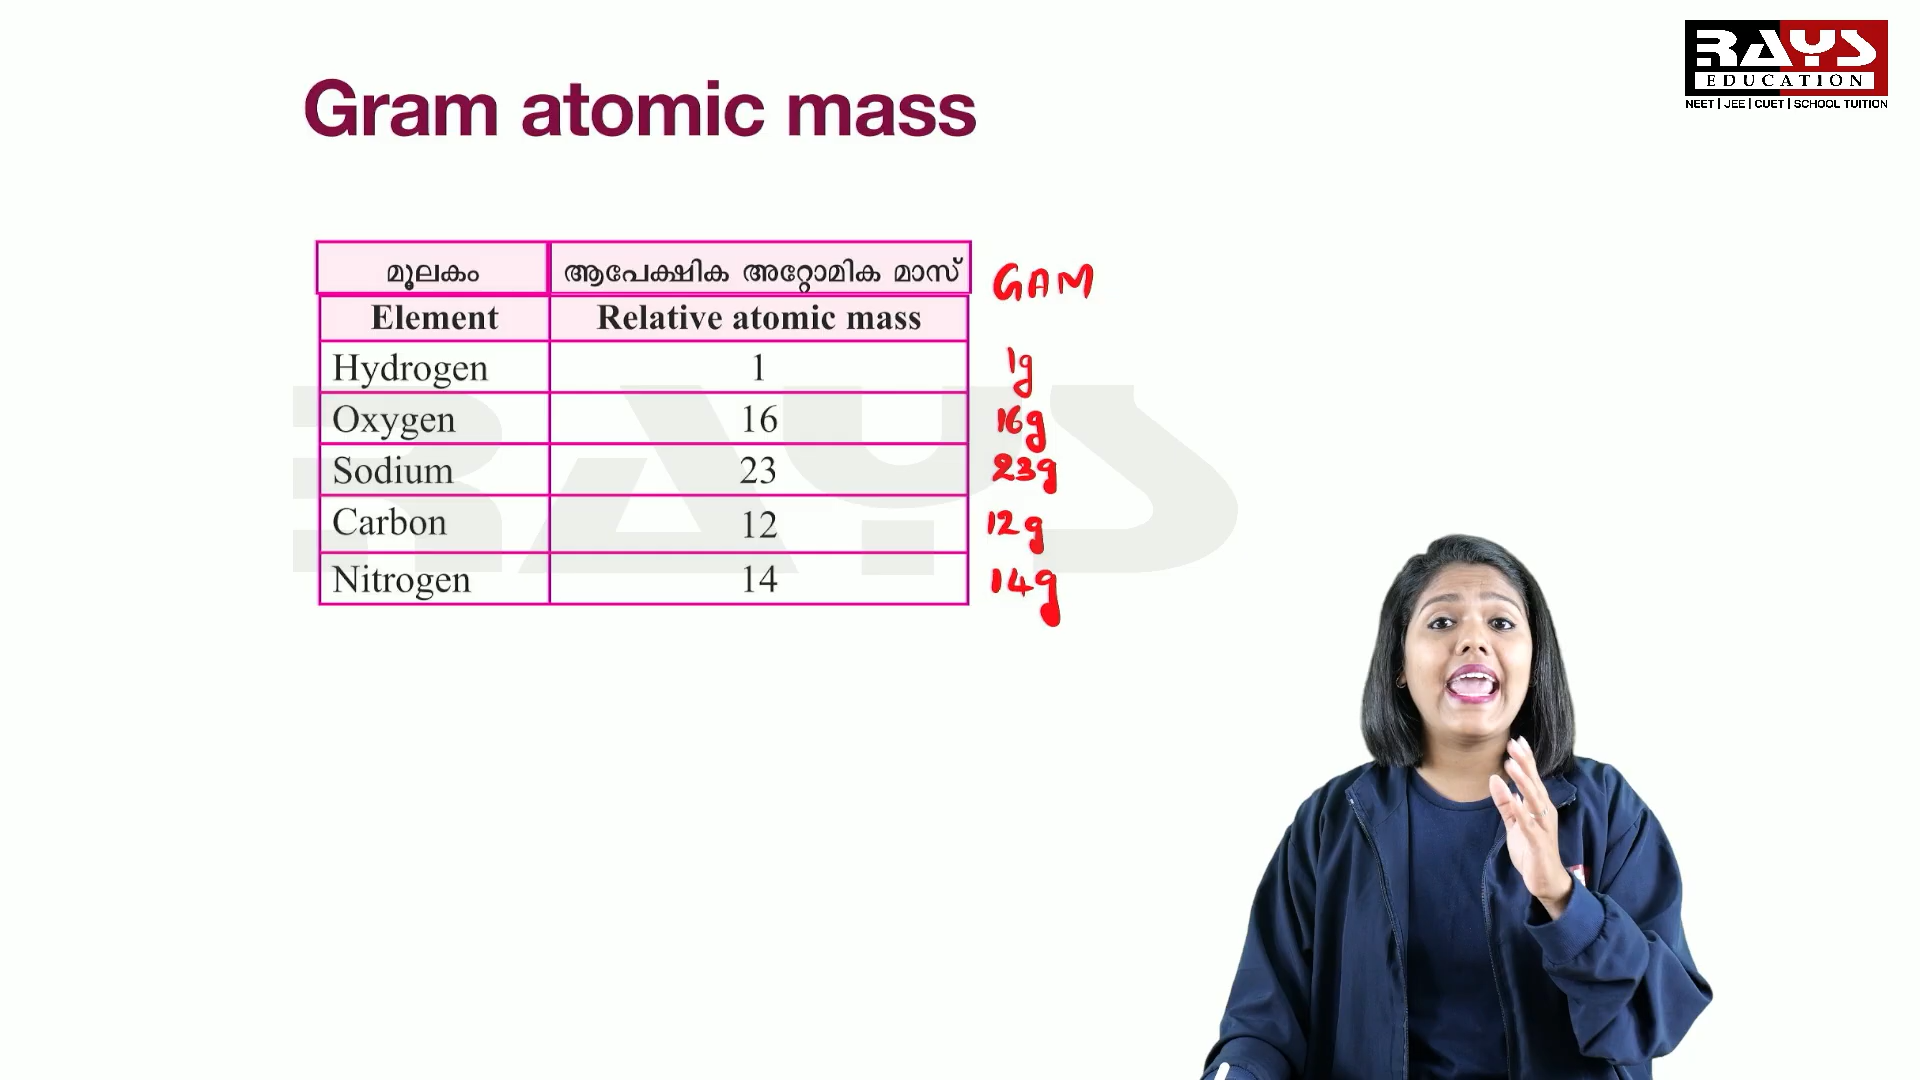 RAYS
EDUCATION
NEET | JEE | CUET | SCHOOL TUITION
Gram atomic mass
മൂലകം ആപേക്ഷിക അറ്റോമിക മാസ് GAM
Element Relative atomic mass
Hydrogen 1 1g
Oxygen 16 16g
Sodium 23 23g
Carbon 12 12g
Nitrogen 14 14g
RAYS